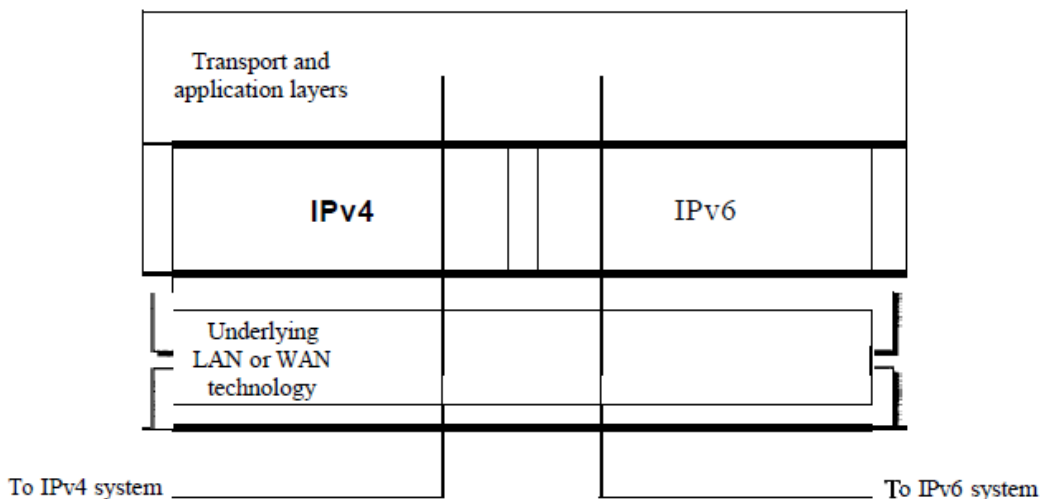 Transport and
application layers
IPv4
IPv6
Underlying
LAN or WAN
technology
To IPv4 system
To IPv6 system